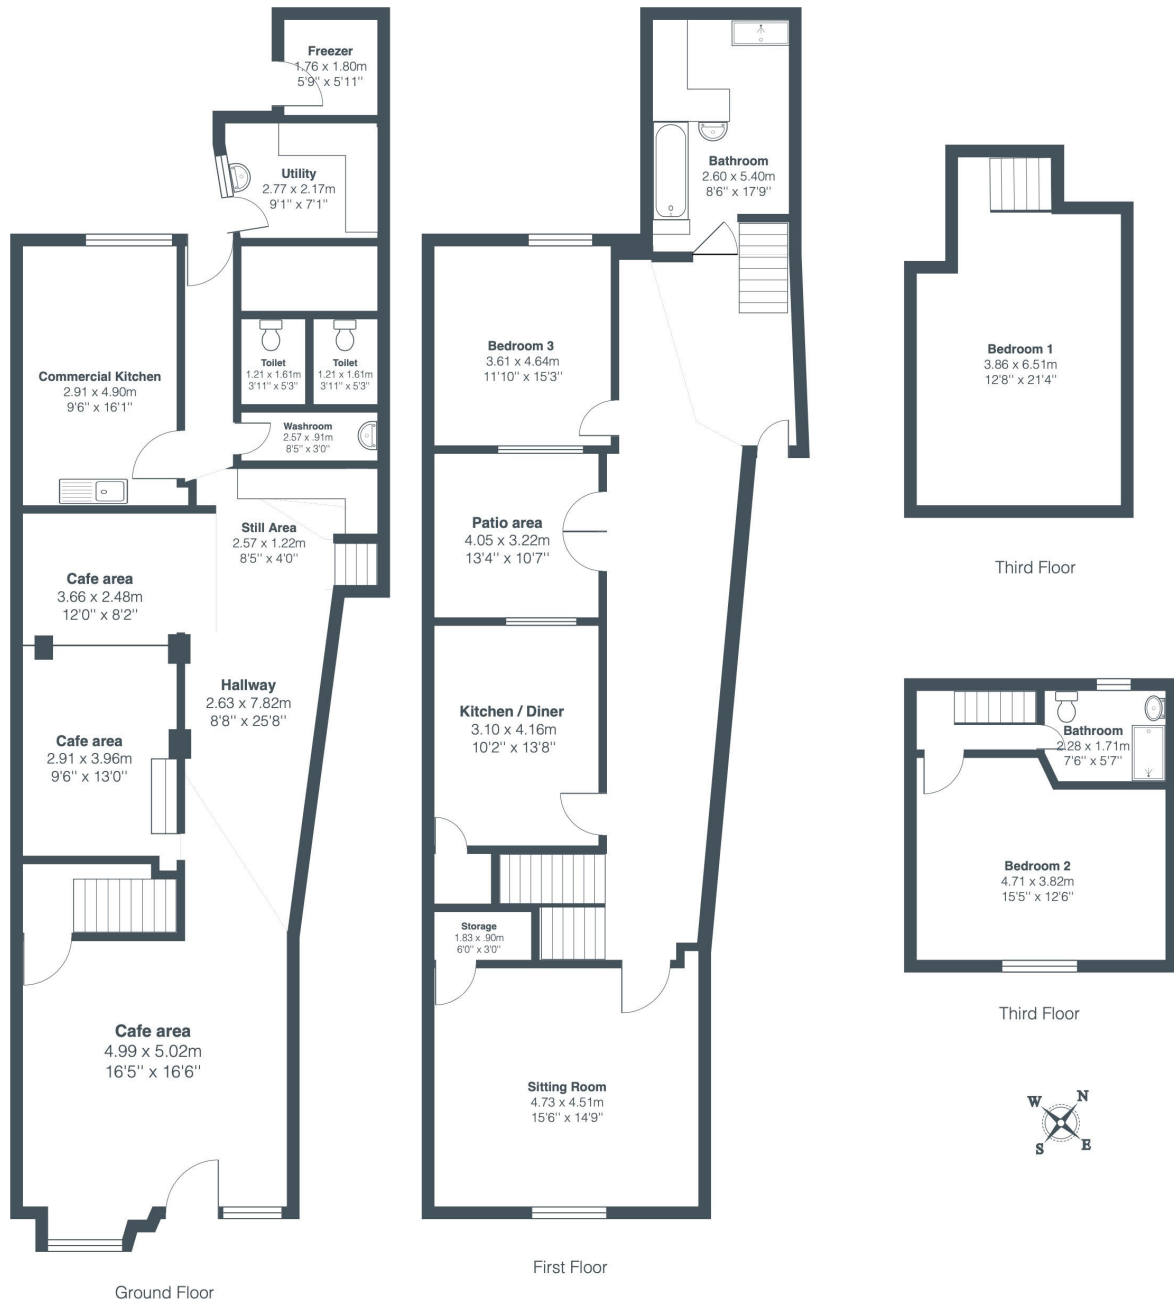 Freezer
1.76 x 1.80m
5'9" x 5'11''
Utility
2.77 x 2.17m
9'1" x 7'1''
Commercial Kitchen
2.91 x 4.90m
9'6" x 16'1''
Toilet
1.21 x 1.61m
3'11'' x 5'3''
Toilet
1.21 x 1.61m
3'11'' x 5'3''
Washroom
2.57 x .91m
8'5'' x 3'0''
Still Area
2.57 x 1.22m
8'5'' x 4'0''
Cafe area
3.66 x 2.48m
12'0'' x 8'2''
Hallway
2.63 x 7.82m
8'8'' x 25'8''
Cafe area
2.91 x 3.96m
9'6'' x 13'0''
Cafe area
4.99 x 5.02m
16'5'' x 16'6''
Ground Floor
Bathroom
2.60 x 5.40m
8'6'' x 17'9''
Bedroom 3
3.61 x 4.64m
11'10'' x 15'3''
Patio area
4.05 x 3.22m
13'4'' x 10'7''
Kitchen / Diner
3.10 x 4.16m
10'2'' x 13'8''
Storage
1.83 x .90m
6'0'' x 3'0''
Sitting Room
4.73 x 4.51m
15'6'' x 14'9''
First Floor
Bedroom 1
3.86 x 6.51m
12'8'' x 21'4''
Third Floor
Bathroom
2.28 x 1.71m
7'6'' x 5'7''
Bedroom 2
4.71 x 3.82m
15'5'' x 12'6''
Third Floor
W N
S E